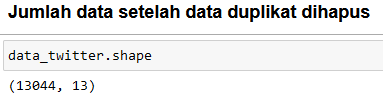 Jumlah data setelah data duplikat dihapus
data_twitter.shape
(13044, 13)